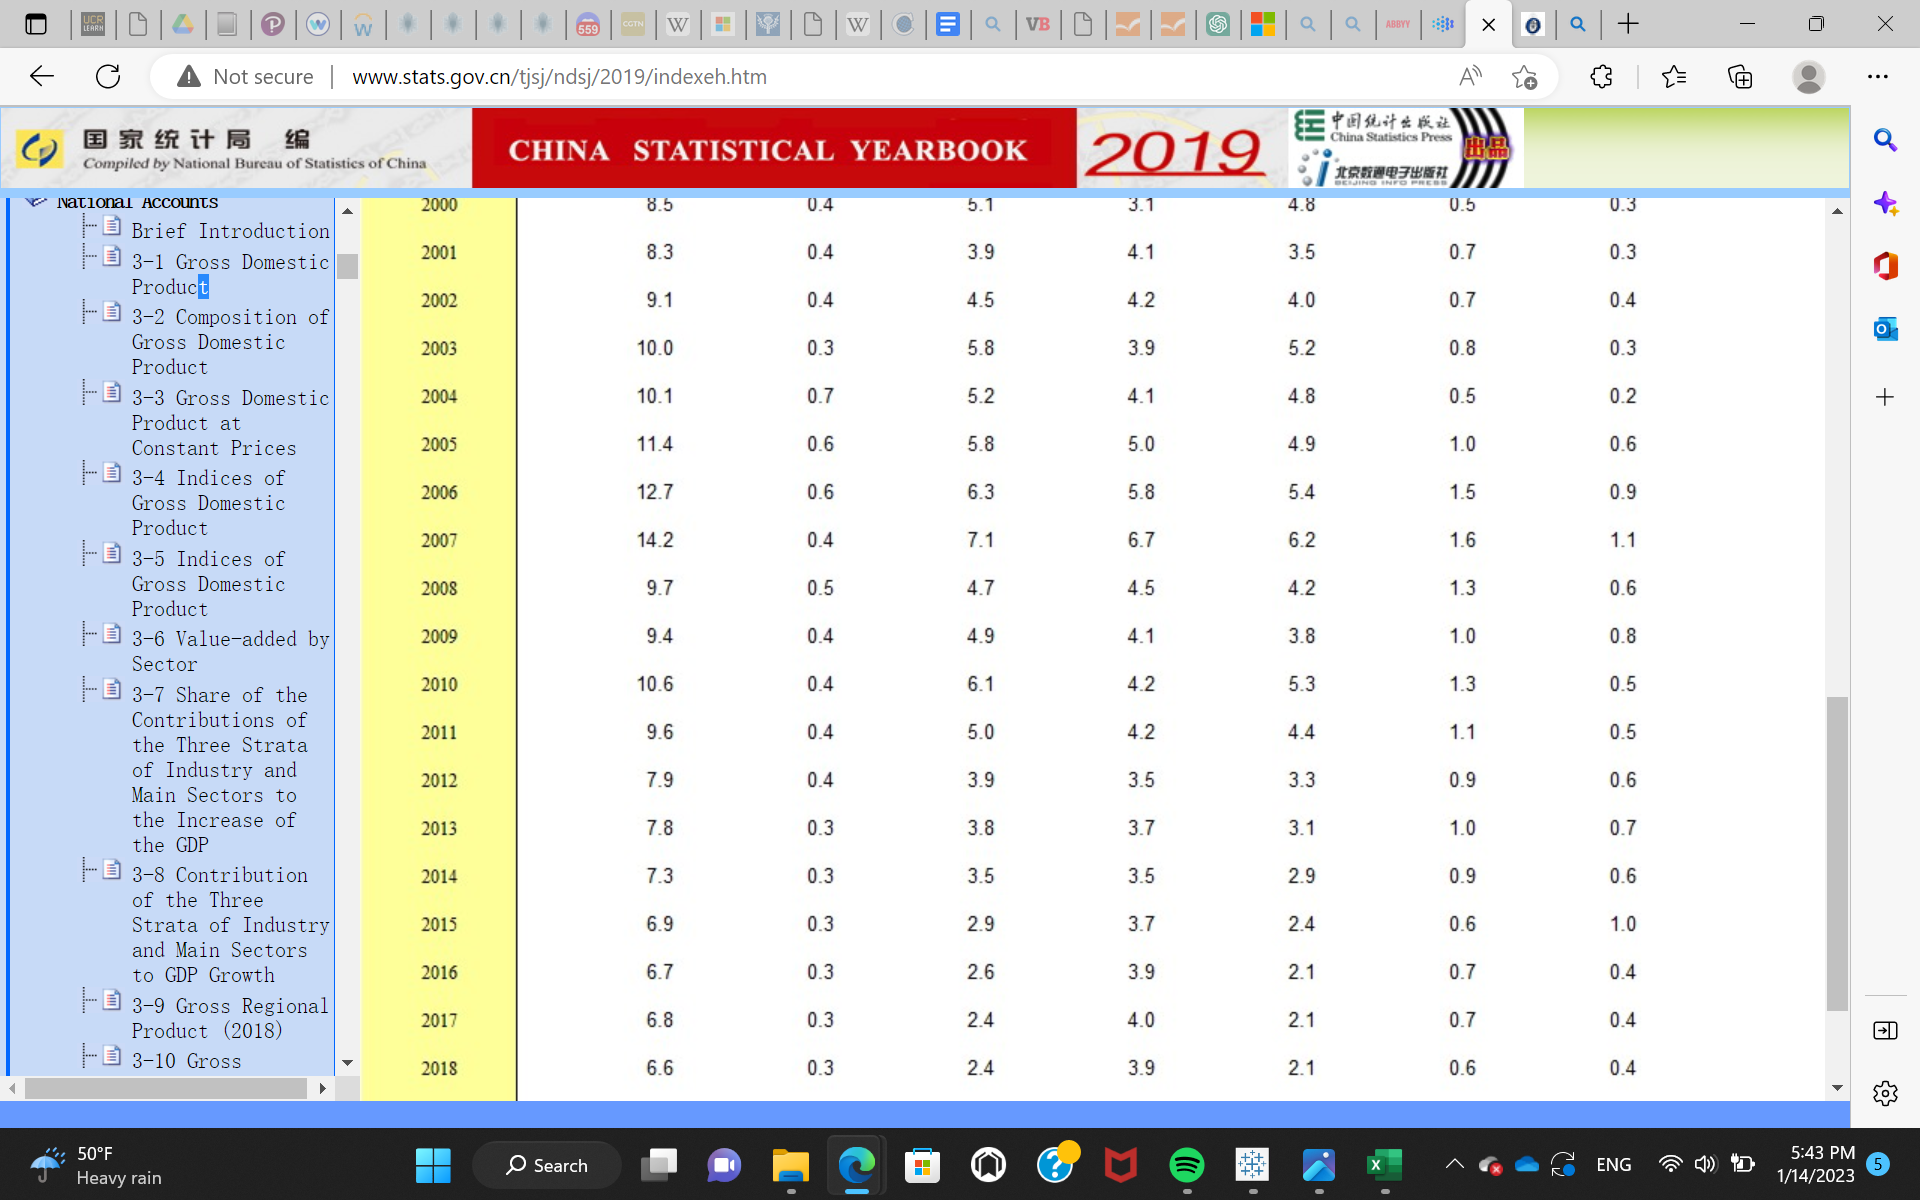 UCR
LEARN
559
CGTN
W
W
VB
ABBYY
Not secure
www.stats.gov.cn/tjsj/ndsj/2019/indexeh.htm
国家统计局 编
Compiled by National Bureau of Statistics of China
CHINA STATISTICAL YEARBOOK
2019
中国统计出版社
China Statistics Press
北京数通电子出版社
BEIJING INFO PRESS
出品
National Accounts
Brief Introduction
3-1 Gross Domestic
Product
3-2 Composition of
Gross Domestic
Product
3-3 Gross Domestic
Product at
Constant Prices
3-4 Indices of
Gross Domestic
Product
3-5 Indices of
Gross Domestic
Product
3-6 Value-added by
Sector
3-7 Share of the
Contributions of
the Three Strata
of Industry and
Main Sectors to
the Increase of
the GDP
3-8 Contribution
of the Three
Strata of Industry
and Main Sectors
to GDP Growth
3-9 Gross Regional
Product (2018)
3-10 Gross
2000 8.5 0.4 5.1 3.1 4.8 0.5 0.3
2001 8.3 0.4 3.9 4.1 3.5 0.7 0.3
2002 9.1 0.4 4.5 4.2 4.0 0.7 0.4
2003 10.0 0.3 5.8 3.9 5.2 0.8 0.3
2004 10.1 0.7 5.2 4.1 4.8 0.5 0.2
2005 11.4 0.6 5.8 5.0 4.9 1.0 0.6
2006 12.7 0.6 6.3 5.8 5.4 1.5 0.9
2007 14.2 0.4 7.1 6.7 6.2 1.6 1.1
2008 9.7 0.5 4.7 4.5 4.2 1.3 0.6
2009 9.4 0.4 4.9 4.1 3.8 1.0 0.8
2010 10.6 0.4 6.1 4.2 5.3 1.3 0.5
2011 9.6 0.4 5.0 4.2 4.4 1.1 0.5
2012 7.9 0.4 3.9 3.5 3.3 0.9 0.6
2013 7.8 0.3 3.8 3.7 3.1 1.0 0.7
2014 7.3 0.3 3.5 3.5 2.9 0.9 0.6
2015 6.9 0.3 2.9 3.7 2.4 0.6 1.0
2016 6.7 0.3 2.6 3.9 2.1 0.7 0.4
2017 6.8 0.3 2.4 4.0 2.1 0.7 0.4
2018 6.6 0.3 2.4 3.9 2.1 0.6 0.4
50°F
Heavy rain
Search
ENG
5:43 PM
1/14/2023
5